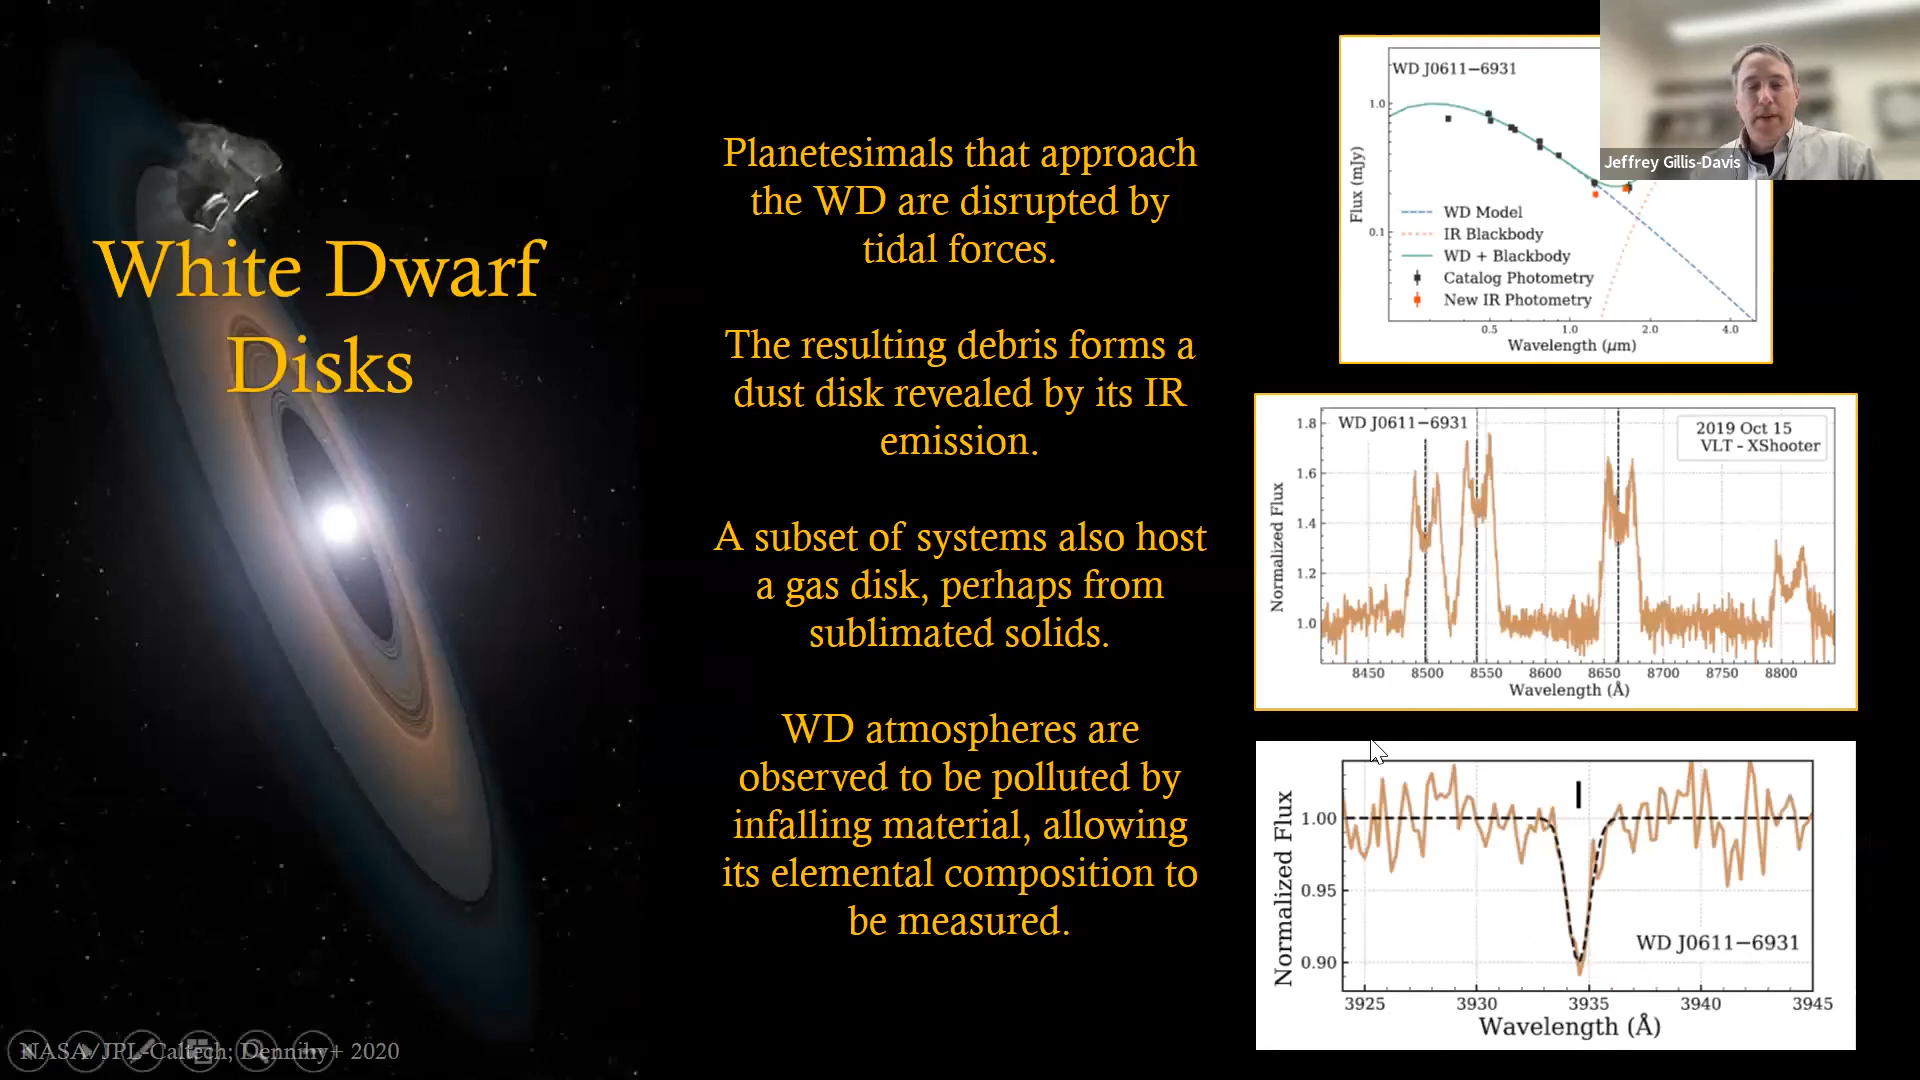 White Dwarf
Disks
NASA/JPL-Caltech; Dennihy+ 2020
Planetesimals that approach
the WD are disrupted by
tidal forces.
The resulting debris forms a
dust disk revealed by its IR
emission.
A subset of systems also host
a gas disk, perhaps from
sublimated solids.
WD atmospheres are
observed to be polluted by
infalling material, allowing
its elemental composition to
be measured.
WD J0611−6931
Flux (mJy)
1.0
0.1
WD Model
IR Blackbody
WD + Blackbody
Catalog Photometry
New IR Photometry
0.5 1.0 2.0 4.0
Wavelength (μm)
Jeffrey Gillis-Davis
WD J0611−6931
2019 Oct 15
VLT - XShooter
Normalized Flux
1.8
1.6
1.4
1.2
1.0
8450 8500 8550 8600 8650 8700 8750 8800
Wavelength (Å)
Normalized Flux
1.00
0.95
0.90
WD J0611−6931
3925 3930 3935 3940 3945
Wavelength (Å)